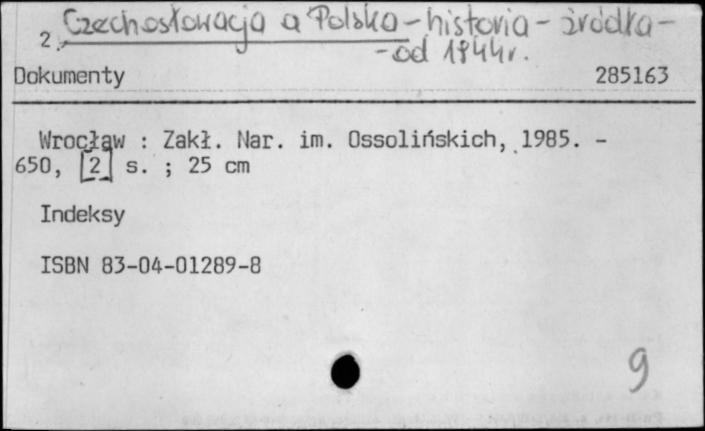 Czechosłowacja a Polska - historia - źródła -
2. - od 1944 r.
Dokumenty 285163
Wrocław : Zakł. Nar. im. Ossolińskich, 1985. -
650, [2] s. ; 25 cm
Indeksy
ISBN 83-04-01289-8
9